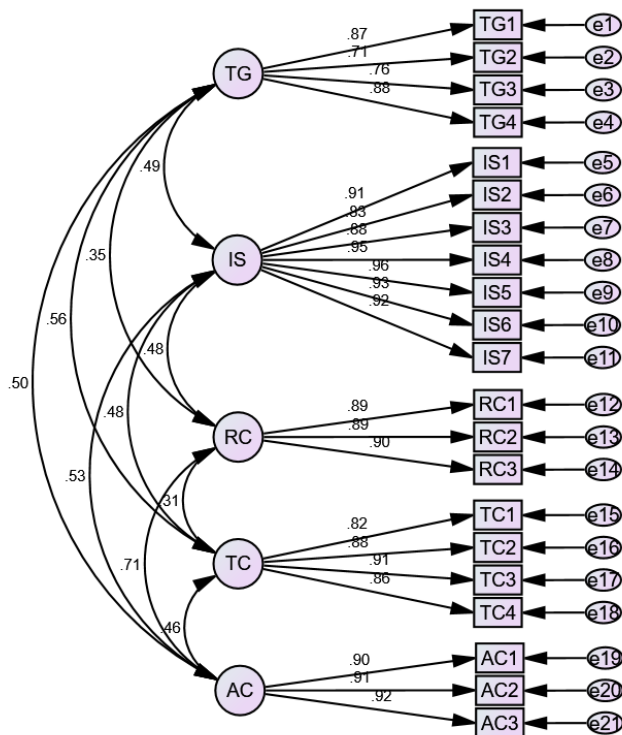 TG1 e1
.87
TG2 e2
.71
TG
.76
TG3 e3
.88
TG4 e4
.49
IS1 e5
.91
IS2 e6
.83
IS3 e7
.88
.35
.95
IS
IS4 e8
.96
IS5 e9
.93
IS6 e10
.92
.56
.48
IS7 e11
.50
.89
RC1 e12
.48
.89
RC
RC2 e13
.90
RC3 e14
.53
.31
.82
TC1 e15
.88
TC2 e16
.71
TC
.91
TC3 e17
.86
TC4 e18
.46
.90
AC1 e19
.91
AC
AC2 e20
.92
AC3 e21